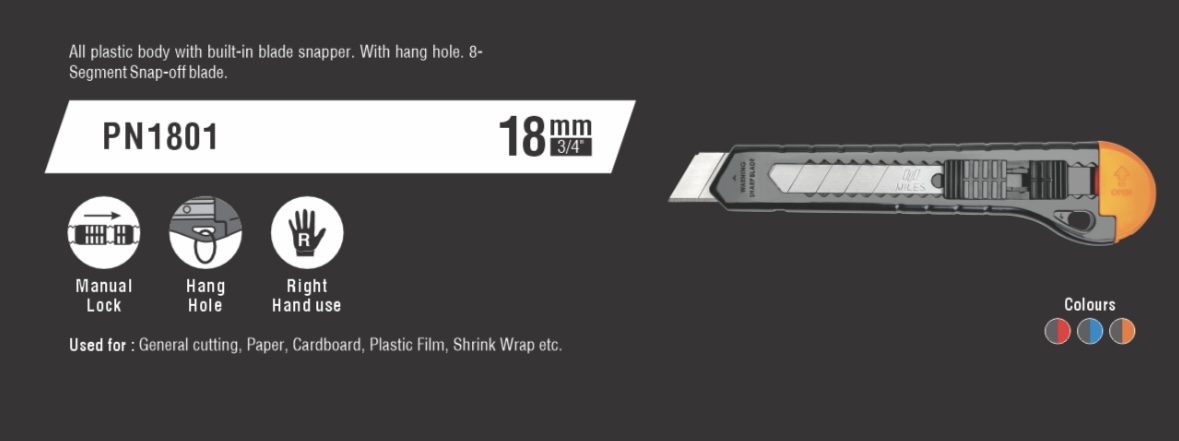 All plastic body with built-in blade snapper. With hang hole. 8-
Segment Snap-off blade.
PN1801
18 mm
3/4"
WARNING
SHARP BLADE
MILES
OPEN
R
Manual
Lock
Hang
Hole
Right
Hand use
Colours
Used for : General cutting, Paper, Cardboard, Plastic Film, Shrink Wrap etc.